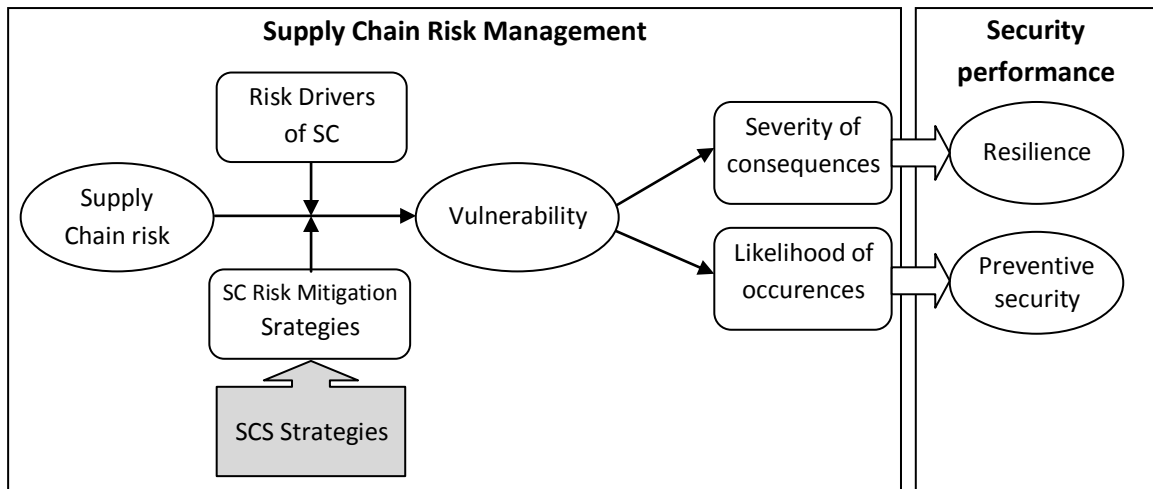 Supply Chain Risk Management
Security
performance
Risk Drivers
of SC
Severity of
consequences
Resilience
Supply
Chain risk
Vulnerability
SC Risk Mitigation
Srategies
Likelihood of
occurences
Preventive
security
SCS Strategies